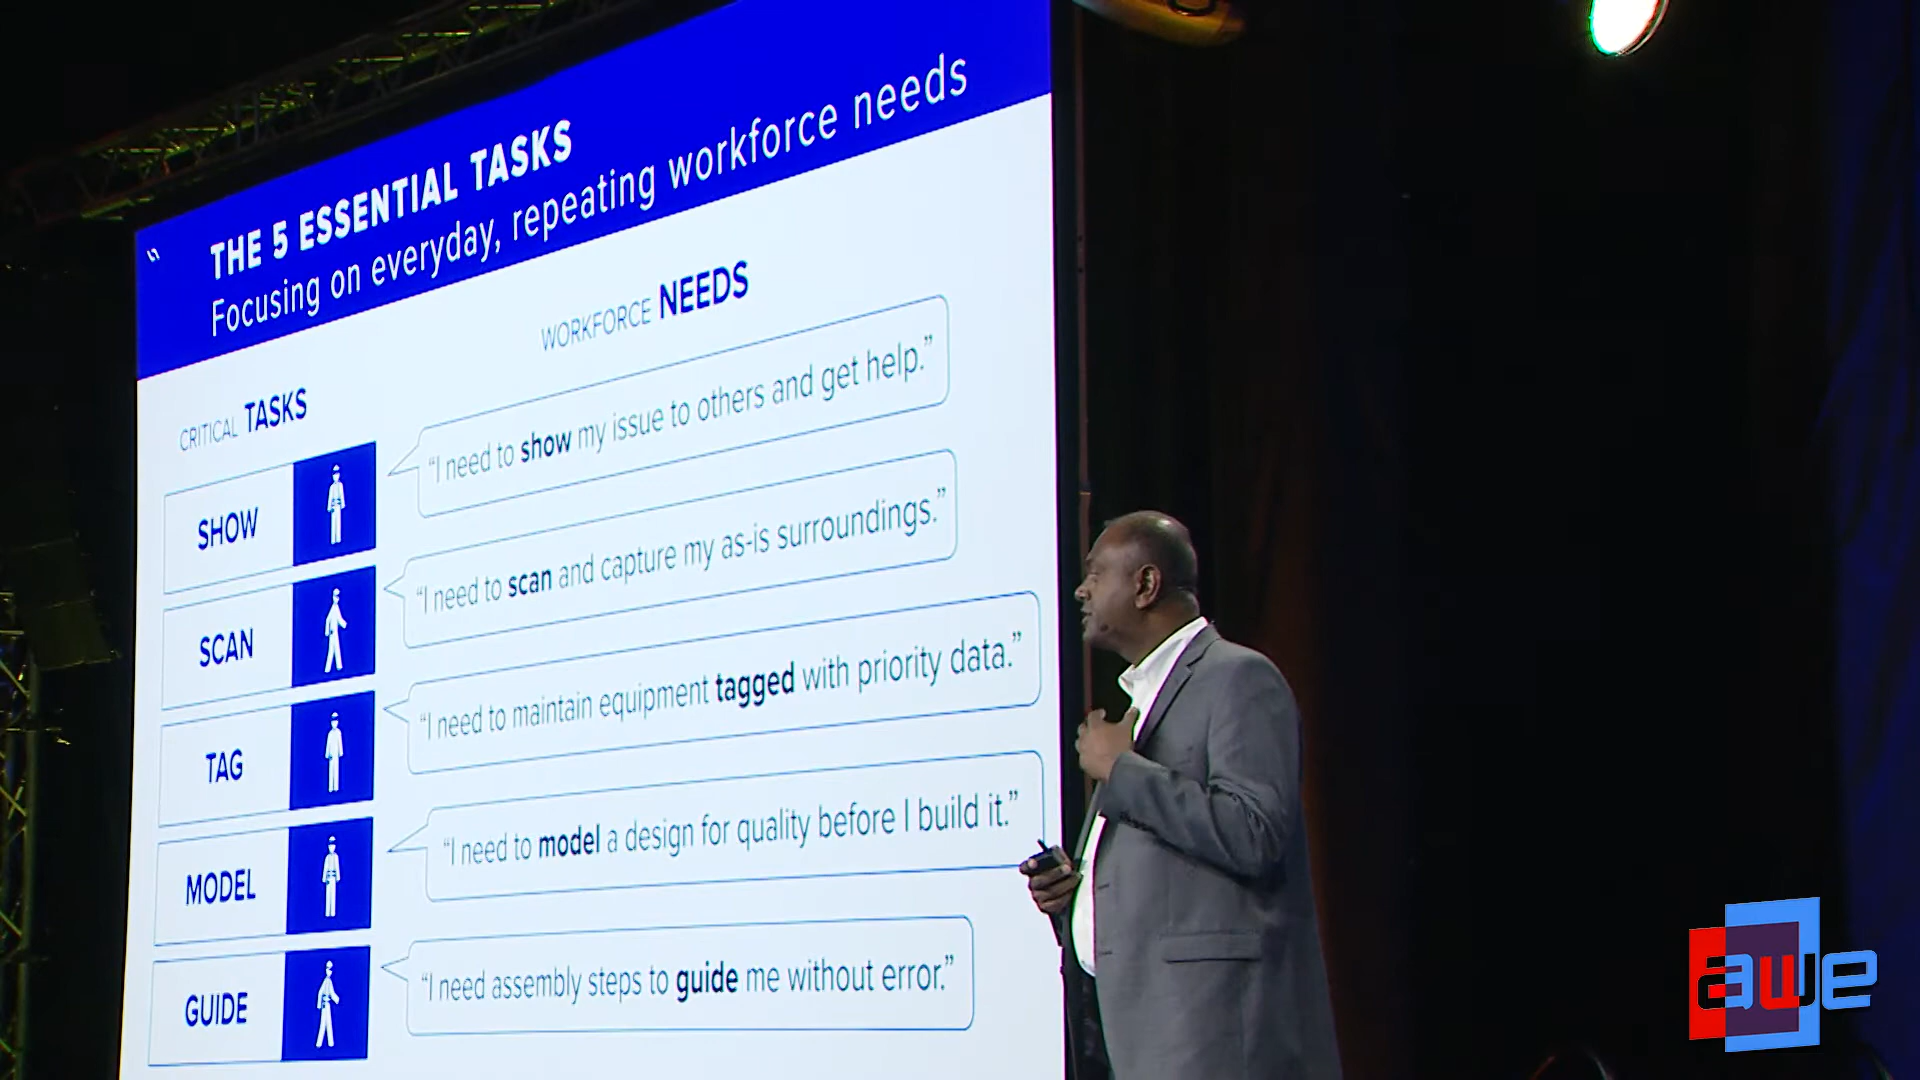 THE 5 ESSENTIAL TASKS
Focusing on everyday, repeating workforce needs
CRITICAL TASKS
WORKFORCE NEEDS
SHOW
“I need to show my issue to others and get help.”
SCAN
“I need to scan and capture my as-is surroundings.”
TAG
“I need to maintain equipment tagged with priority data.”
MODEL
“I need to model a design for quality before I build it.”
GUIDE
“I need assembly steps to guide me without error.”
awe